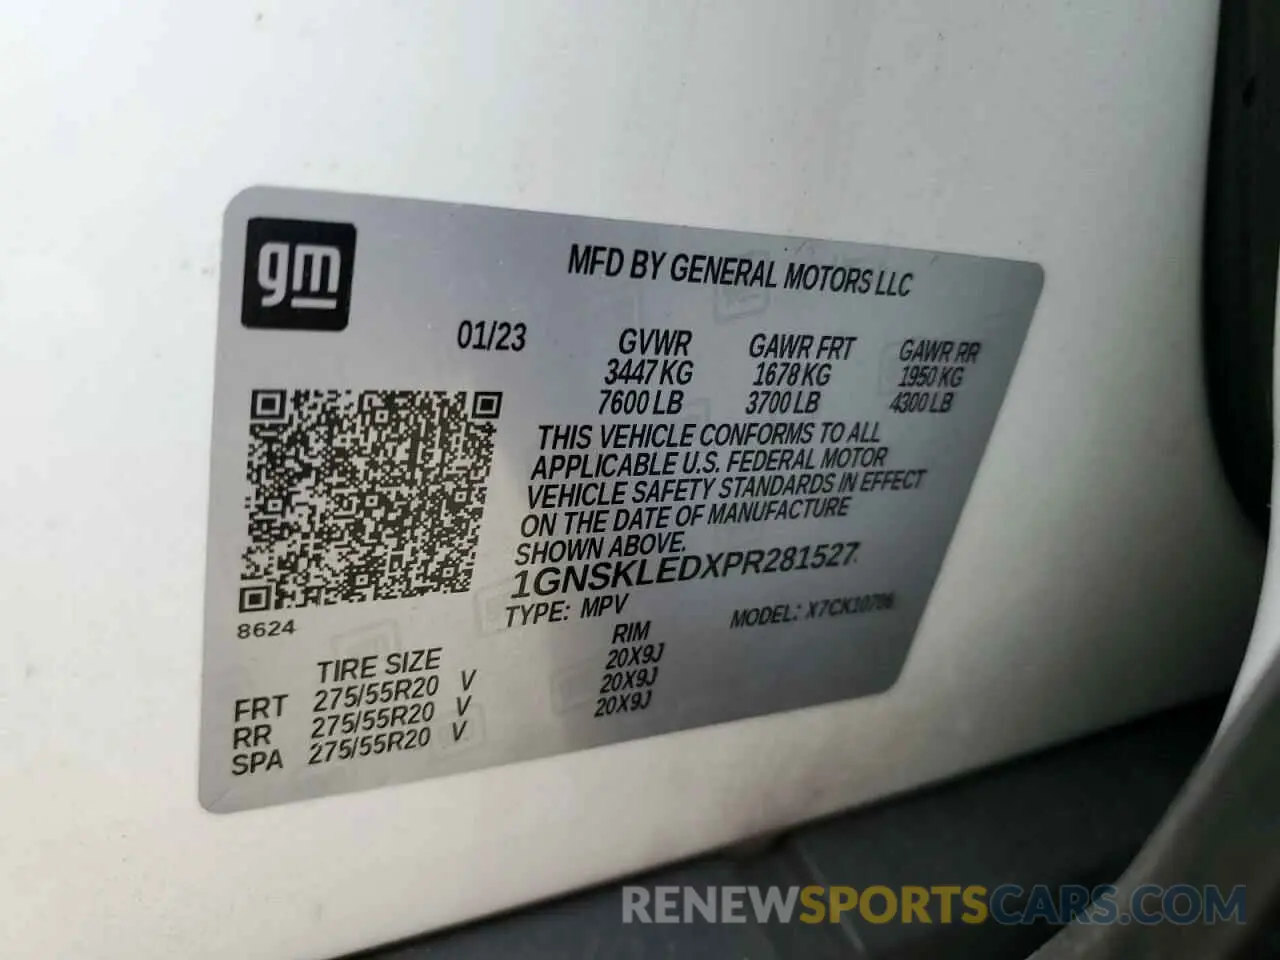 gm
MFD BY GENERAL MOTORS LLC
01/23 GVWR GAWR FRT GAWR RR
3447 KG 1678 KG 1950 KG
7600 LB 3700 LB 4300 LB
THIS VEHICLE CONFORMS TO ALL
APPLICABLE U.S. FEDERAL MOTOR
VEHICLE SAFETY STANDARDS IN EFFECT
ON THE DATE OF MANUFACTURE
SHOWN ABOVE.
1GNSKLEDXPR281527
TYPE: MPV MODEL: X7CK10706
8624
TIRE SIZE RIM
FRT 275/55R20 V 20X9J
RR 275/55R20 V 20X9J
SPA 275/55R20 V 20X9J
RENEWSPORTSCARS.COM